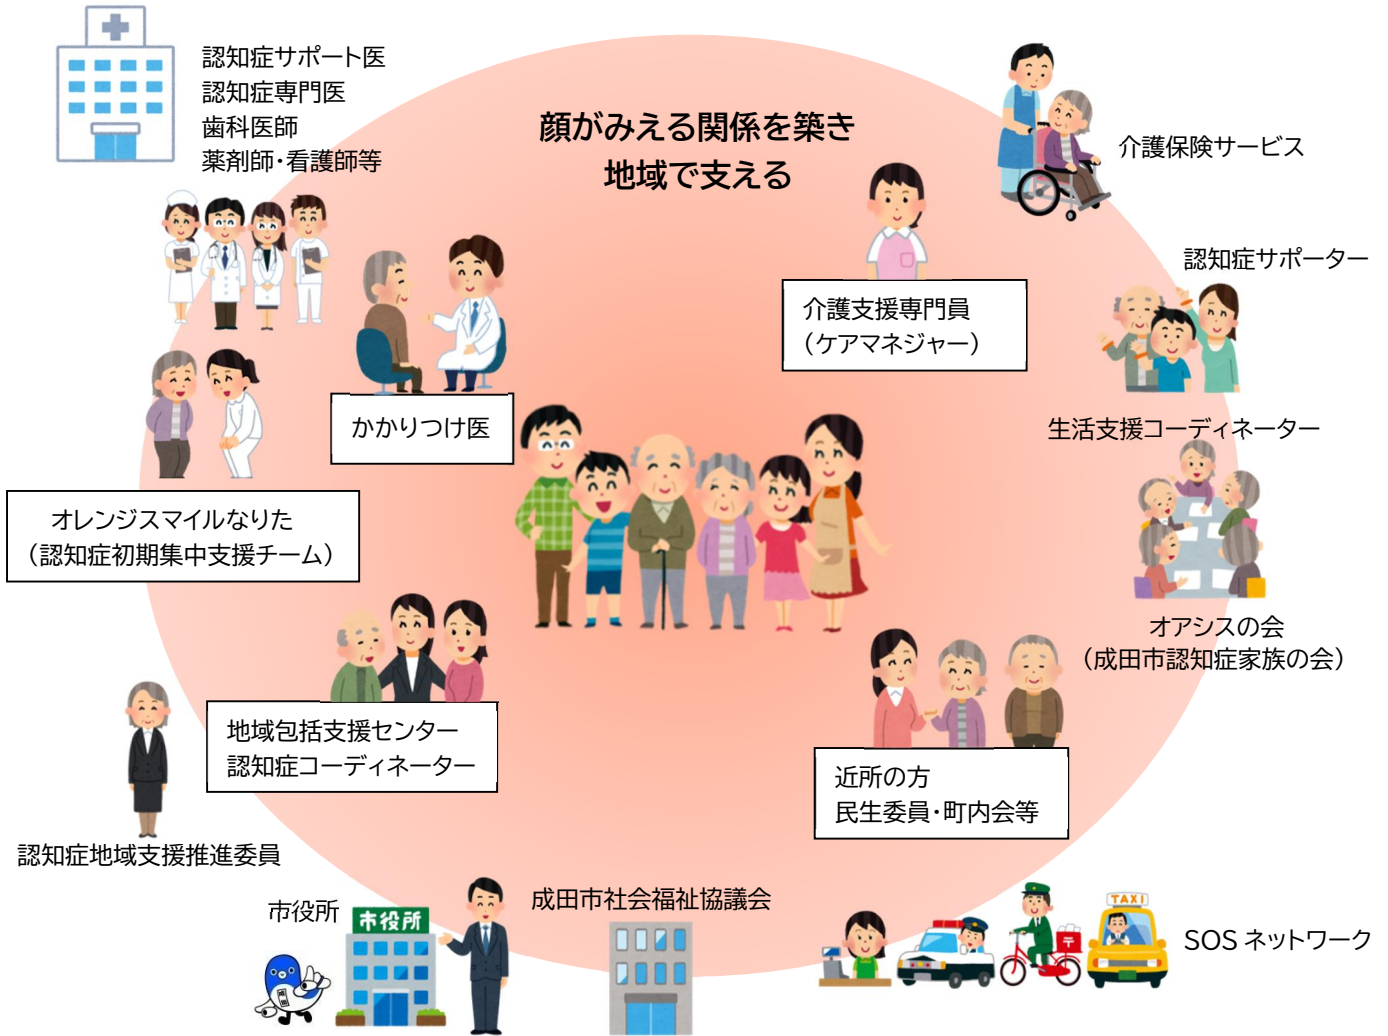 認知症サポート医
認知症専門医
歯科医師
薬剤師・看護師等
顔がみえる関係を築き
地域で支える
介護保険サービス
認知症サポーター
介護支援専門員
（ケアマネジャー）
かかりつけ医
生活支援コーディネーター
オレンジスマイルなりた
（認知症初期集中支援チーム）
オアシスの会
（成田市認知症家族の会）
地域包括支援センター
認知症コーディネーター
近所の方
民生委員・町内会等
認知症地域支援推進委員
市役所
市役所
成田市社会福祉協議会
TAXI
〒
SOS ネットワーク